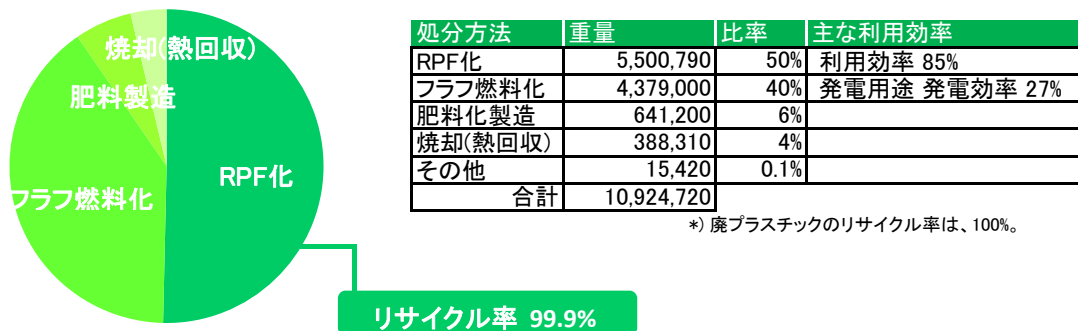 焼却(熱回収)
肥料製造
RPF化
フラフ燃料化
リサイクル率 99.9%
処分方法 重量 比率 主な利用効率
RPF化 5,500,790 50% 利用効率 85%
フラフ燃料化 4,379,000 40% 発電用途 発電効率 27%
肥料化製造 641,200 6%
焼却(熱回収) 388,310 4%
その他 15,420 0.1%
合計 10,924,720
*) 廃プラスチックのリサイクル率は、100%。